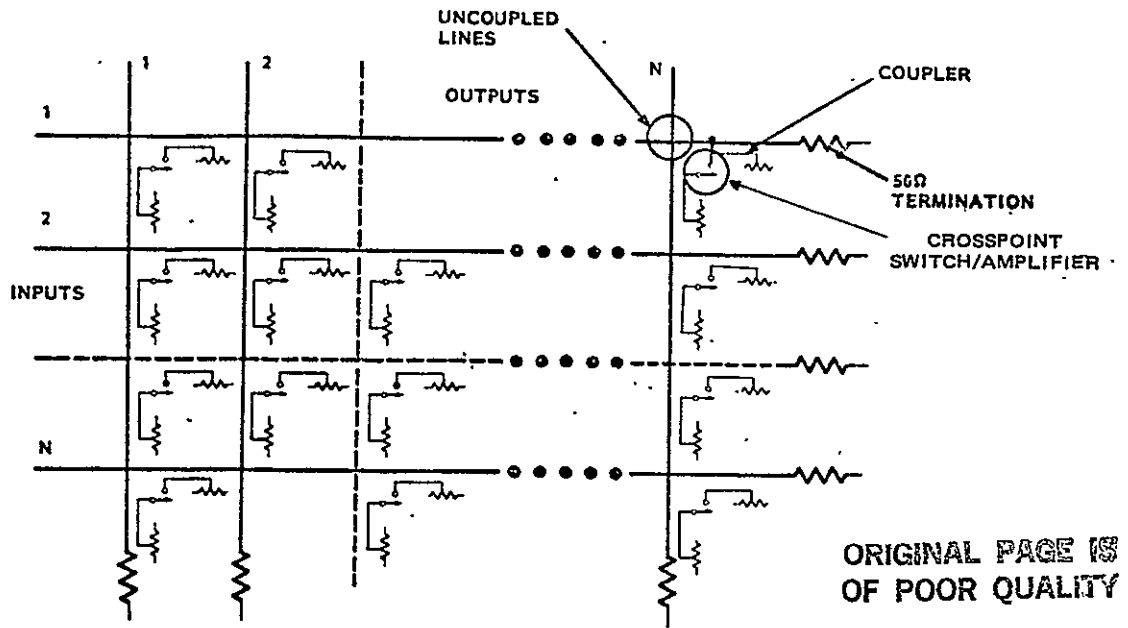 UNCOUPLED
LINES
1
2
N
COUPLER
OUTPUTS
1
50Ω
TERMINATION
2
CROSSPOINT
SWITCH/AMPLIFIER
INPUTS
N
ORIGINAL PAGE IS
OF POOR QUALITY